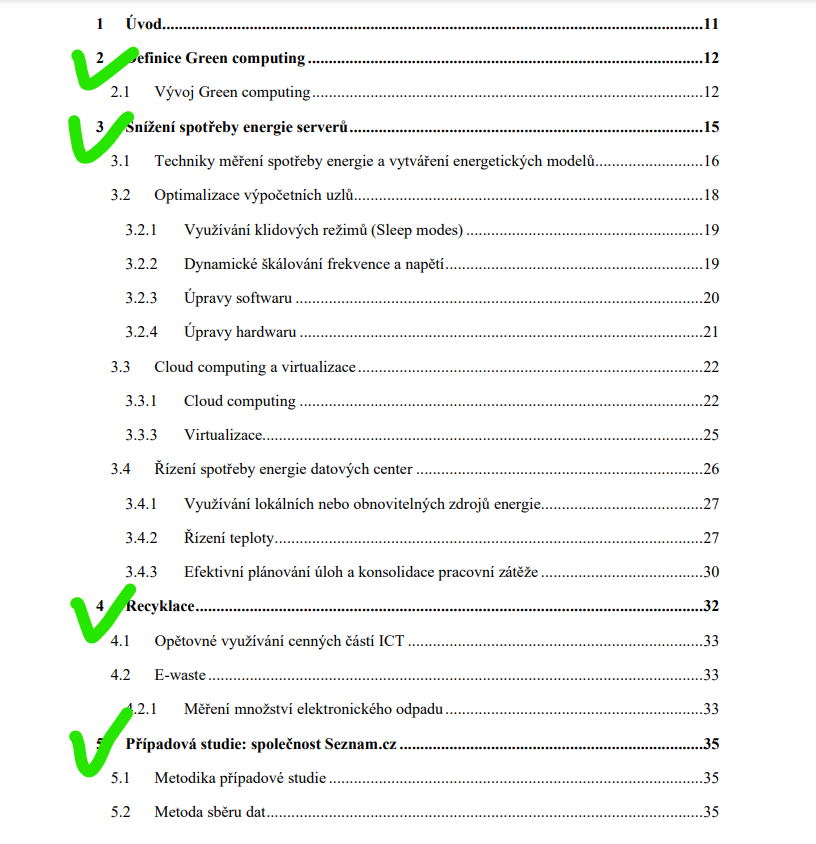 1 Úvod.....11
2 Definice Green computing.....12
2.1 Vývoj Green computing.....12
3 Snížení spotřeby energie serverů.....15
3.1 Techniky měření spotřeby energie a vytváření energetických modelů.....16
3.2 Optimalizace výpočetních uzlů.....18
3.2.1 Využívání klidových režimů (Sleep modes).....19
3.2.2 Dynamické škálování frekvence a napětí.....19
3.2.3 Úpravy softwaru.....20
3.2.4 Úpravy hardwaru.....21
3.3 Cloud computing a virtualizace.....22
3.3.1 Cloud computing.....22
3.3.3 Virtualizace.....25
3.4 Řízení spotřeby energie datových center.....26
3.4.1 Využívání lokálních nebo obnovitelných zdrojů energie.....27
3.4.2 Řízení teploty.....27
3.4.3 Efektivní plánování úloh a konsolidace pracovní zátěže.....30
4 Recyklace.....32
4.1 Opětovné využívání cenných částí ICT.....33
4.2 E-waste.....33
4.2.1 Měření množství elektronického odpadu.....33
5 Případová studie: společnost Seznam.cz.....35
5.1 Metodika případové studie.....35
5.2 Metoda sběru dat.....35